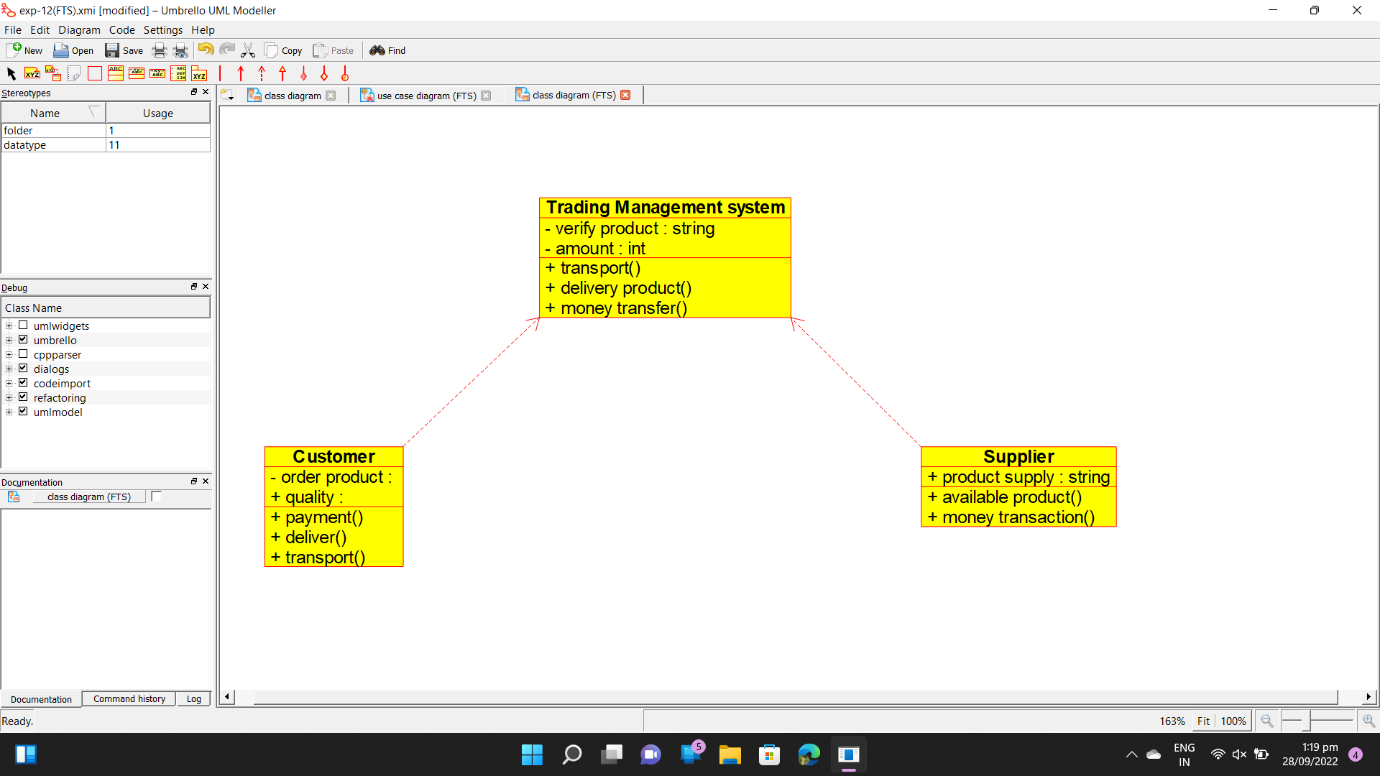 exp-12(FTS).xmi [modified] – Umbrello UML Modeller
File Edit Diagram Code Settings Help
New Open Save Copy Paste Find
Stereotypes
Name Usage
folder 1
datatype 11
Debug
Class Name
umlwidgets
umbrello
cppparser
dialogs
codeimport
refactoring
umlmodel
Documentation
class diagram (FTS)
Documentation Command history Log
class diagram use case diagram (FTS) class diagram (FTS)
Trading Management system
- verify product : string
- amount : int
+ transport()
+ delivery product()
+ money transfer()
Customer
- order product :
+ quality :
+ payment()
+ deliver()
+ transport()
Supplier
+ product supply : string
+ available product()
+ money transaction()
Ready.
163% Fit 100%
5
ENG
IN
1:19 pm
28/09/2022
4